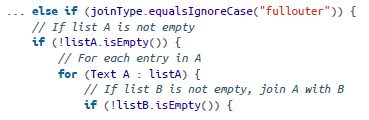 ... else if (joinType.equalsIgnoreCase("fullouter")) {
// If list A is not empty
if (!listA.isEmpty()) {
// For each entry in A
for (Text A : listA) {
// If list B is not empty, join A with B
if (!listB.isEmpty()) {